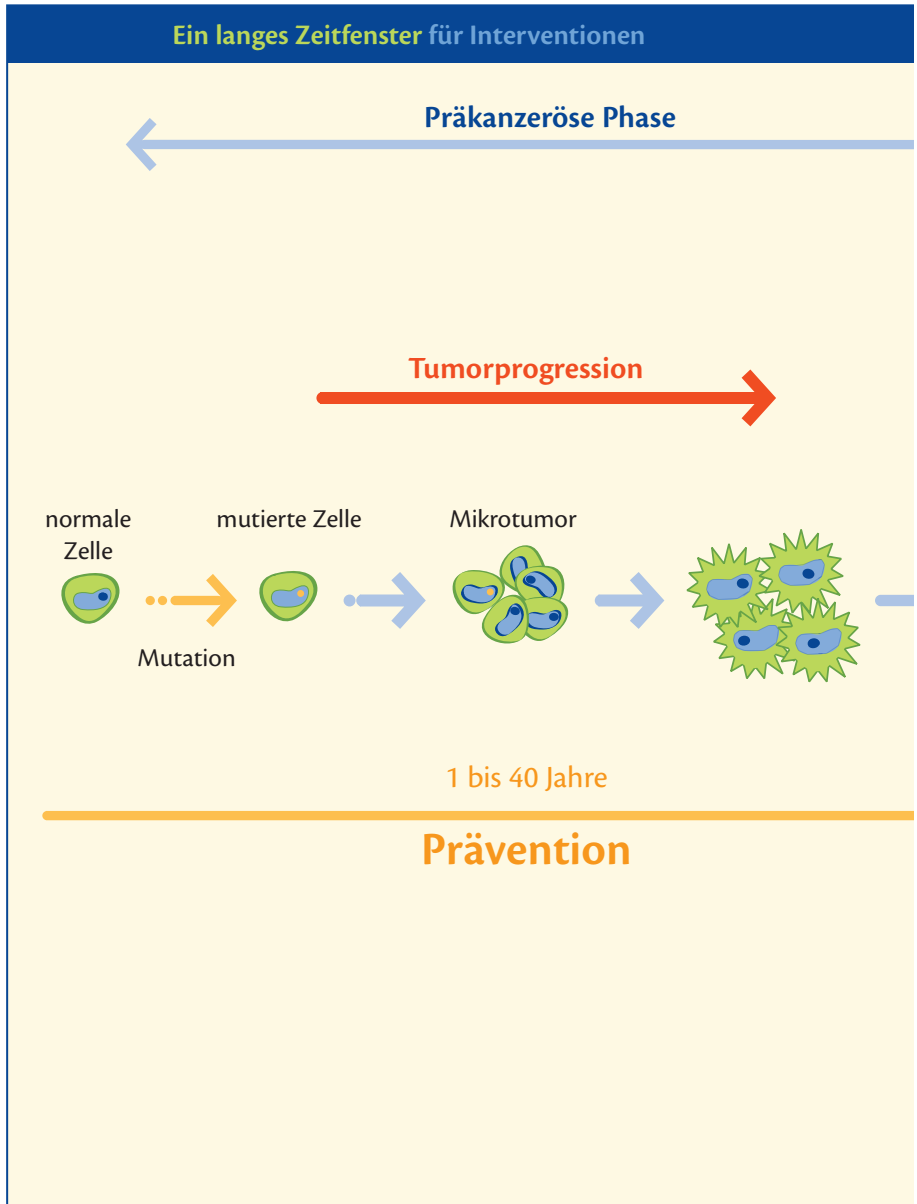 Ein langes Zeitfenster für Interventionen
Präkanzeröse Phase
Tumorprogression
normale
Zelle
mutierte Zelle
Mikrotumor
Mutation
1 bis 40 Jahre
Prävention